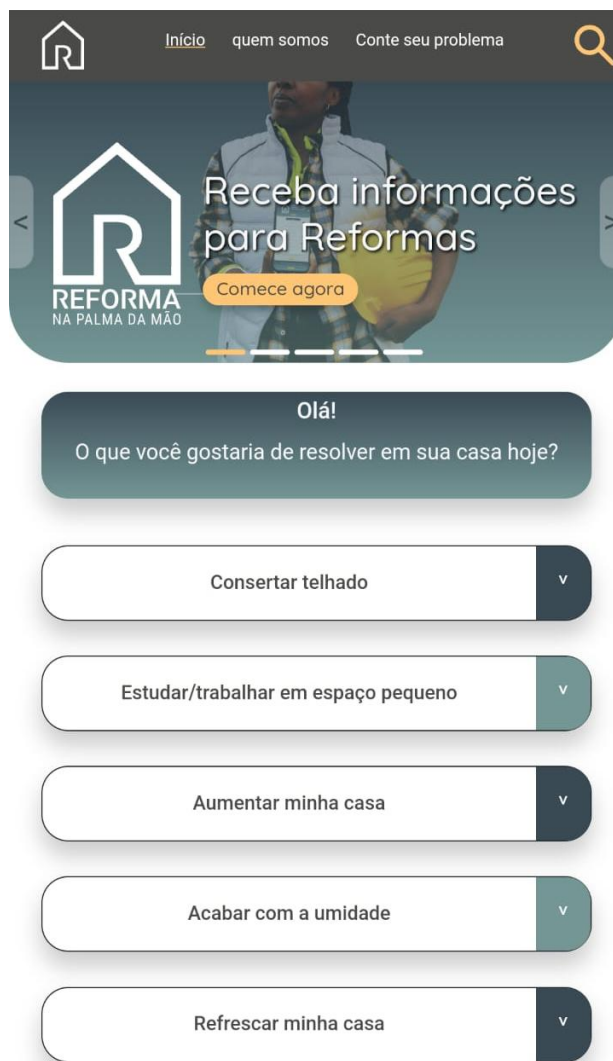 R
Início quem somos Conte seu problema
R
REFORMA
NA PALMA DA MÃO
Receba informações
para Reformas
Comece agora
<
>
Olá!
O que você gostaria de resolver em sua casa hoje?
Consertar telhado
v
Estudar/trabalhar em espaço pequeno
v
Aumentar minha casa
v
Acabar com a umidade
v
Refrescar minha casa
v